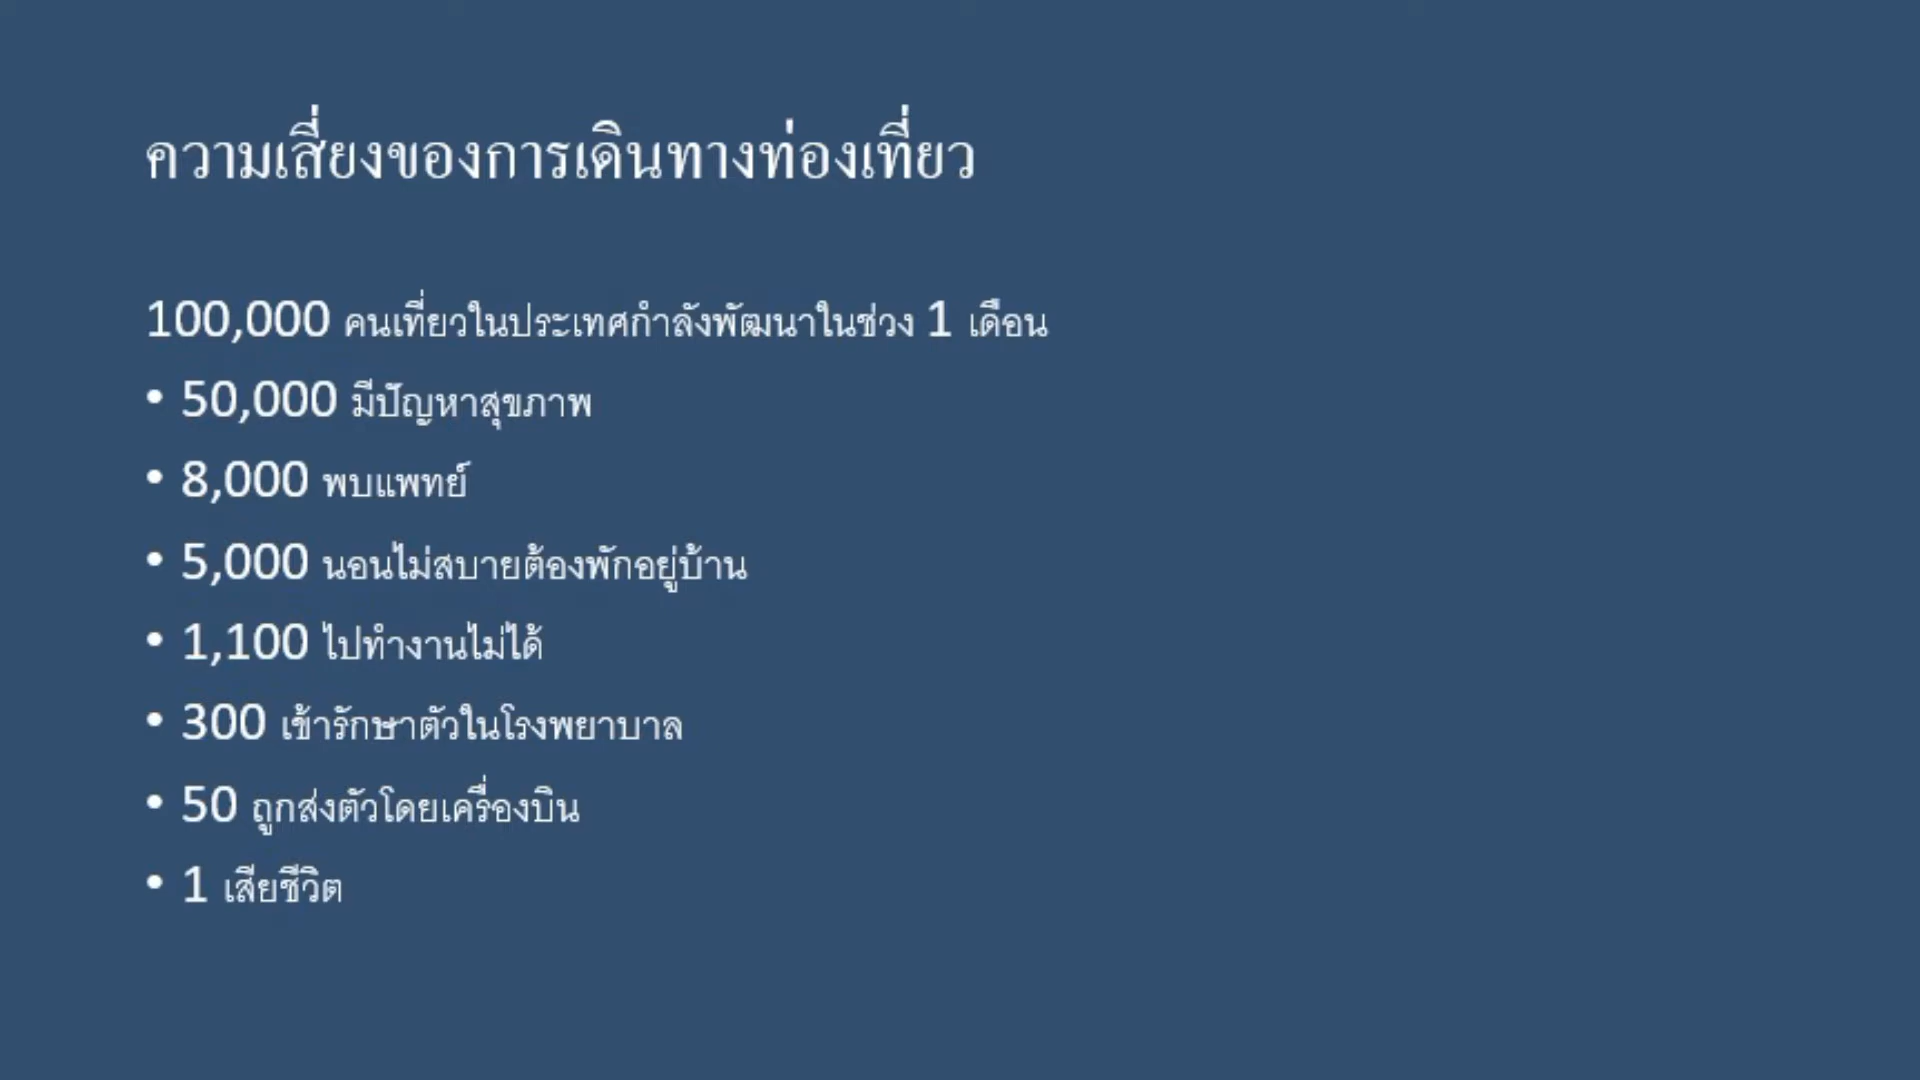 ความเสี่ยงของการเดินทางท่องเที่ยว
100,000 คนเที่ยวในประเทศกำลังพัฒนาในช่วง 1 เดือน
• 50,000 มีปัญหาสุขภาพ
• 8,000 พบแพทย์
• 5,000 นอนไม่สบายต้องพักอยู่บ้าน
• 1,100 ไปทำงานไม่ได้
• 300 เข้ารักษาตัวในโรงพยาบาล
• 50 ถูกส่งตัวโดยเครื่องบิน
• 1 เสียชีวิต